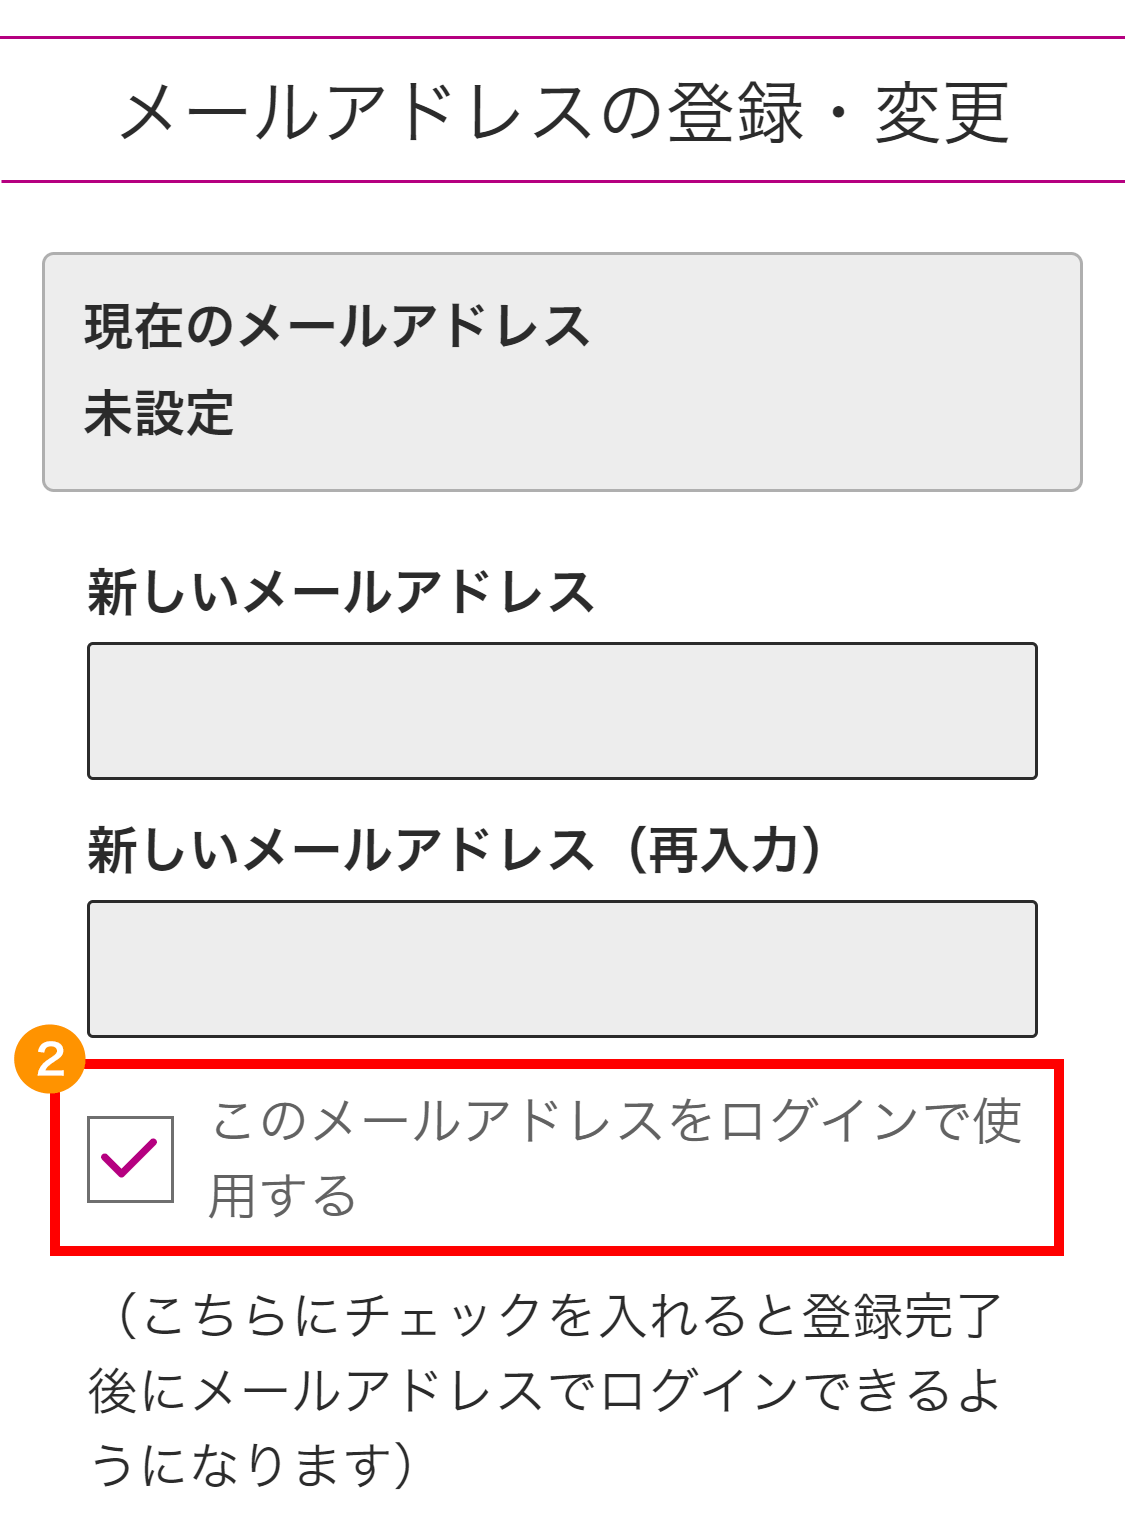 メールアドレスの登録・変更
現在のメールアドレス
未設定
新しいメールアドレス
新しいメールアドレス（再入力）
2
このメールアドレスをログインで使
用する
（こちらにチェックを入れると登録完了
後にメールアドレスでログインできるよ
うになります）